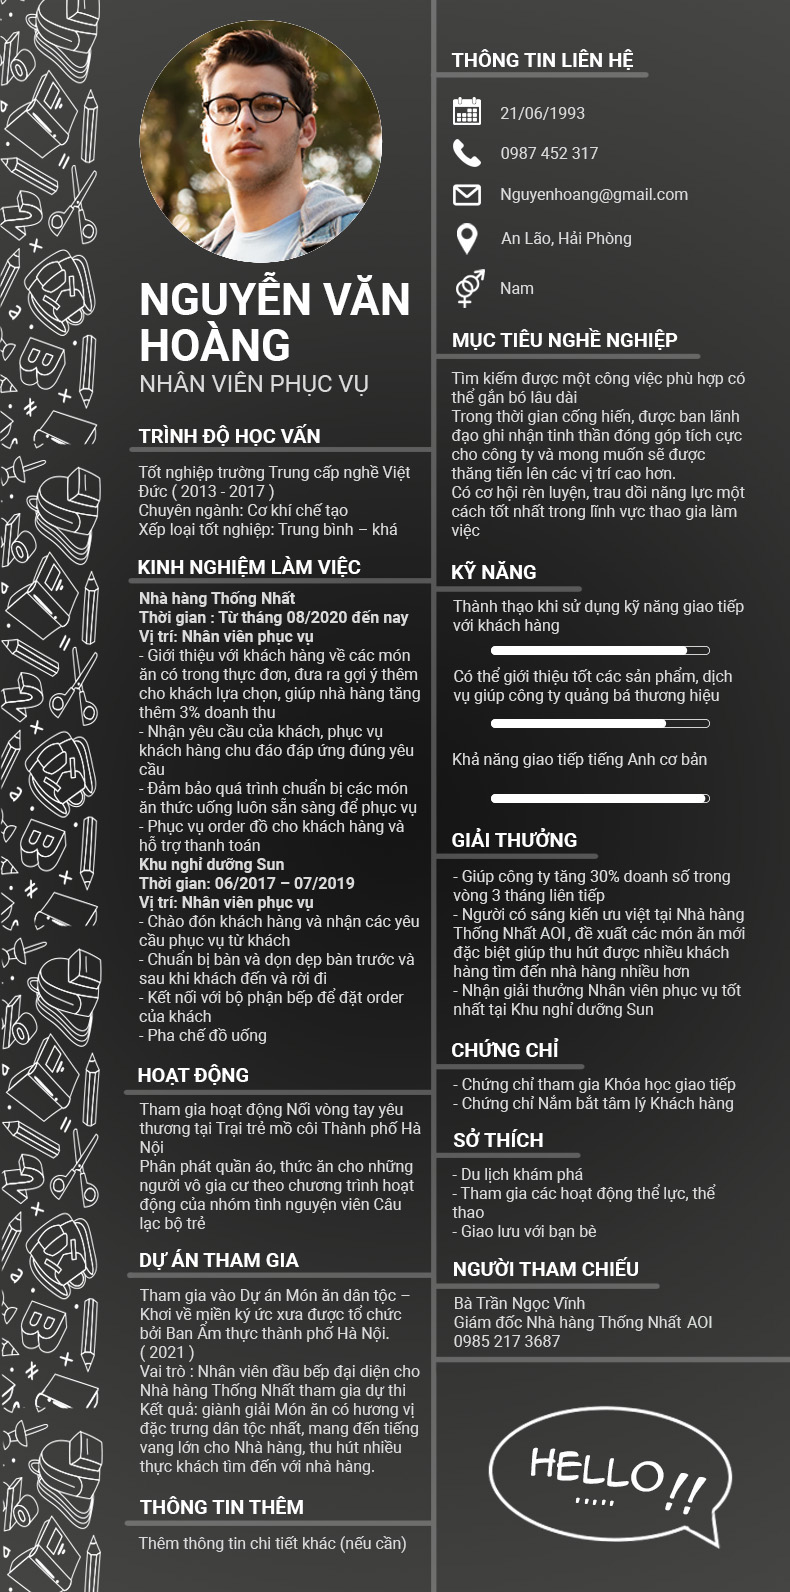 NGUYỄN VĂN
HOÀNG
NHÂN VIÊN PHỤC VỤ
TRÌNH ĐỘ HỌC VẤN
Tốt nghiệp trường Trung cấp nghề Việt
Đức ( 2013 - 2017 )
Chuyên ngành: Cơ khí chế tạo
Xếp loại tốt nghiệp: Trung bình – khá
KINH NGHIỆM LÀM VIỆC
Nhà hàng Thống Nhất
Thời gian : Từ tháng 08/2020 đến nay
Vị trí: Nhân viên phục vụ
- Giới thiệu với khách hàng về các món
ăn có trong thực đơn, đưa ra gợi ý thêm
cho khách lựa chọn, giúp nhà hàng tăng
thêm 3% doanh thu
- Nhận yêu cầu của khách, phục vụ
khách hàng chu đáo đáp ứng đúng yêu
cầu
- Đảm bảo quá trình chuẩn bị các món
ăn thức uống luôn sẵn sàng để phục vụ
- Phục vụ order đồ cho khách hàng và
hỗ trợ thanh toán
Khu nghỉ dưỡng Sun
Thời gian: 06/2017 – 07/2019
Vị trí: Nhân viên phục vụ
- Chào đón khách hàng và nhận các yêu
cầu phục vụ từ khách
- Chuẩn bị bàn và dọn dẹp bàn trước và
sau khi khách đến và rời đi
- Kết nối với bộ phận bếp để đặt order
của khách
- Pha chế đồ uống
HOẠT ĐỘNG
Tham gia hoạt động Nối vòng tay yêu
thương tại Trại trẻ mồ côi Thành phố Hà
Nội
Phân phát quần áo, thức ăn cho những
người vô gia cư theo chương trình hoạt
động của nhóm tình nguyện viên Câu
lạc bộ trẻ
DỰ ÁN THAM GIA
Tham gia vào Dự án Món ăn dân tộc –
Khơi về miền ký ức xưa được tổ chức
bởi Ban Ẩm thực thành phố Hà Nội.
( 2021 )
Vai trò : Nhân viên đầu bếp đại diện cho
Nhà hàng Thống Nhất tham gia dự thi
Kết quả: giành giải Món ăn có hương vị
đặc trưng dân tộc nhất, mang đến tiếng
vang lớn cho Nhà hàng, thu hút nhiều
thực khách tìm đến với nhà hàng.
THÔNG TIN THÊM
Thêm thông tin chi tiết khác (nếu cần)
THÔNG TIN LIÊN HỆ
21/06/1993
0987 452 317
Nguyenhoang@gmail.com
An Lão, Hải Phòng
Nam
MỤC TIÊU NGHỀ NGHIỆP
Tìm kiếm được một công việc phù hợp có
thể gắn bó lâu dài
Trong thời gian cống hiến, được ban lãnh
đạo ghi nhận tinh thần đóng góp tích cực
cho công ty và mong muốn sẽ được
thăng tiến lên các vị trí cao hơn.
Có cơ hội rèn luyện, trau dồi năng lực một
cách tốt nhất trong lĩnh vực thao gia làm
việc
KỸ NĂNG
Thành thạo khi sử dụng kỹ năng giao tiếp
với khách hàng
Có thể giới thiệu tốt các sản phẩm, dịch
vụ giúp công ty quảng bá thương hiệu
Khả năng giao tiếp tiếng Anh cơ bản
GIẢI THƯỞNG
- Giúp công ty tăng 30% doanh số trong
vòng 3 tháng liên tiếp
- Người có sáng kiến ưu việt tại Nhà hàng
Thống Nhất AOI, đề xuất các món ăn mới
đặc biệt giúp thu hút được nhiều khách
hàng tìm đến nhà hàng nhiều hơn
- Nhận giải thưởng Nhân viên phục vụ tốt
nhất tại Khu nghỉ dưỡng Sun
CHỨNG CHỈ
- Chứng chỉ tham gia Khóa học giao tiếp
- Chứng chỉ Nắm bắt tâm lý Khách hàng
SỞ THÍCH
- Du lịch khám phá
- Tham gia các hoạt động thể lực, thể
thao
- Giao lưu với bạn bè
NGƯỜI THAM CHIẾU
Bà Trần Ngọc Vĩnh
Giám đốc Nhà hàng Thống Nhất AOI
0985 217 3687
HELLO!!